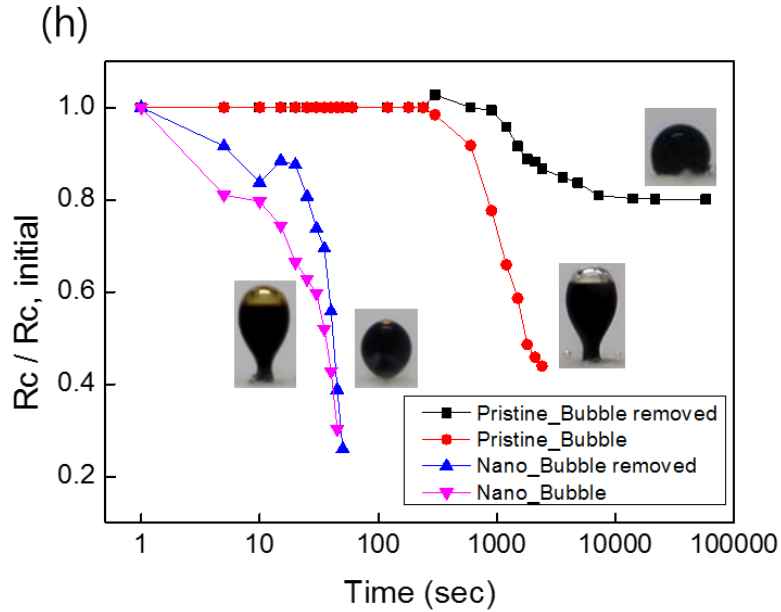 (h)
1.0
0.8
0.6
0.4
0.2
Rc / Rc, initial
Pristine_Bubble removed
Pristine_Bubble
Nano_Bubble removed
Nano_Bubble
1 10 100 1000 10000 100000
Time (sec)